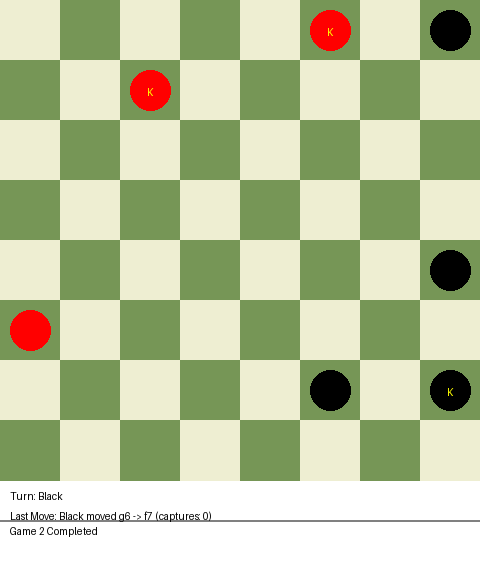 K
K
K
Turn: Black
Last Move: Black moved g6 -> f7 (captures: 0)
Game 2 Completed